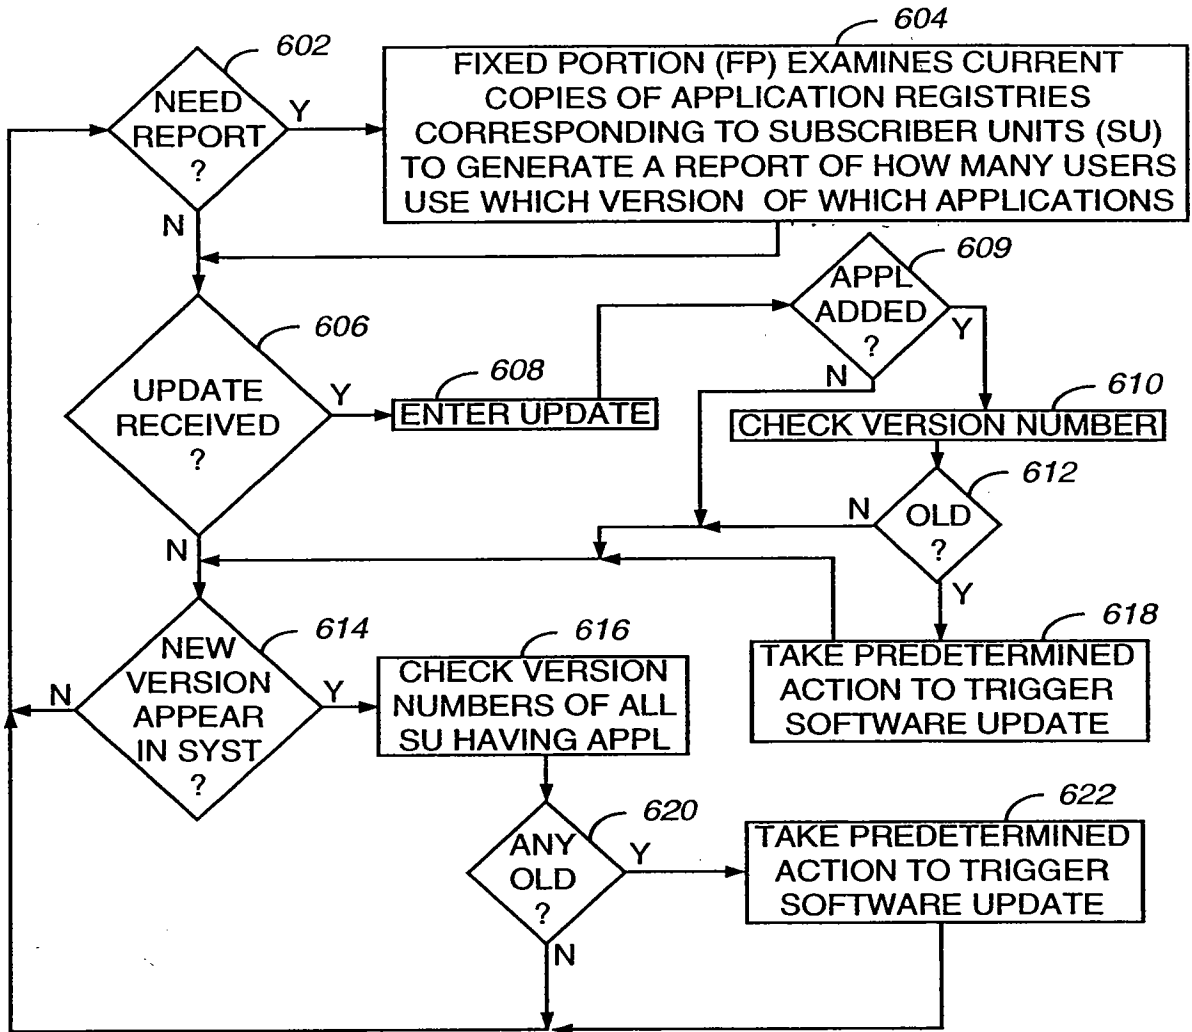 602
NEED
REPORT
?
Y
N
604
FIXED PORTION (FP) EXAMINES CURRENT
COPIES OF APPLICATION REGISTRIES
CORRESPONDING TO SUBSCRIBER UNITS (SU)
TO GENERATE A REPORT OF HOW MANY USERS
USE WHICH VERSION OF WHICH APPLICATIONS
606
UPDATE
RECEIVED
?
Y
N
608
ENTER UPDATE
609
APPL
ADDED
?
Y
N
610
CHECK VERSION NUMBER
612
OLD
?
N
Y
618
TAKE PREDETERMINED
ACTION TO TRIGGER
SOFTWARE UPDATE
614
NEW
VERSION
APPEAR
IN SYST
?
N
Y
616
CHECK VERSION
NUMBERS OF ALL
SU HAVING APPL
620
ANY
OLD
?
Y
N
622
TAKE PREDETERMINED
ACTION TO TRIGGER
SOFTWARE UPDATE